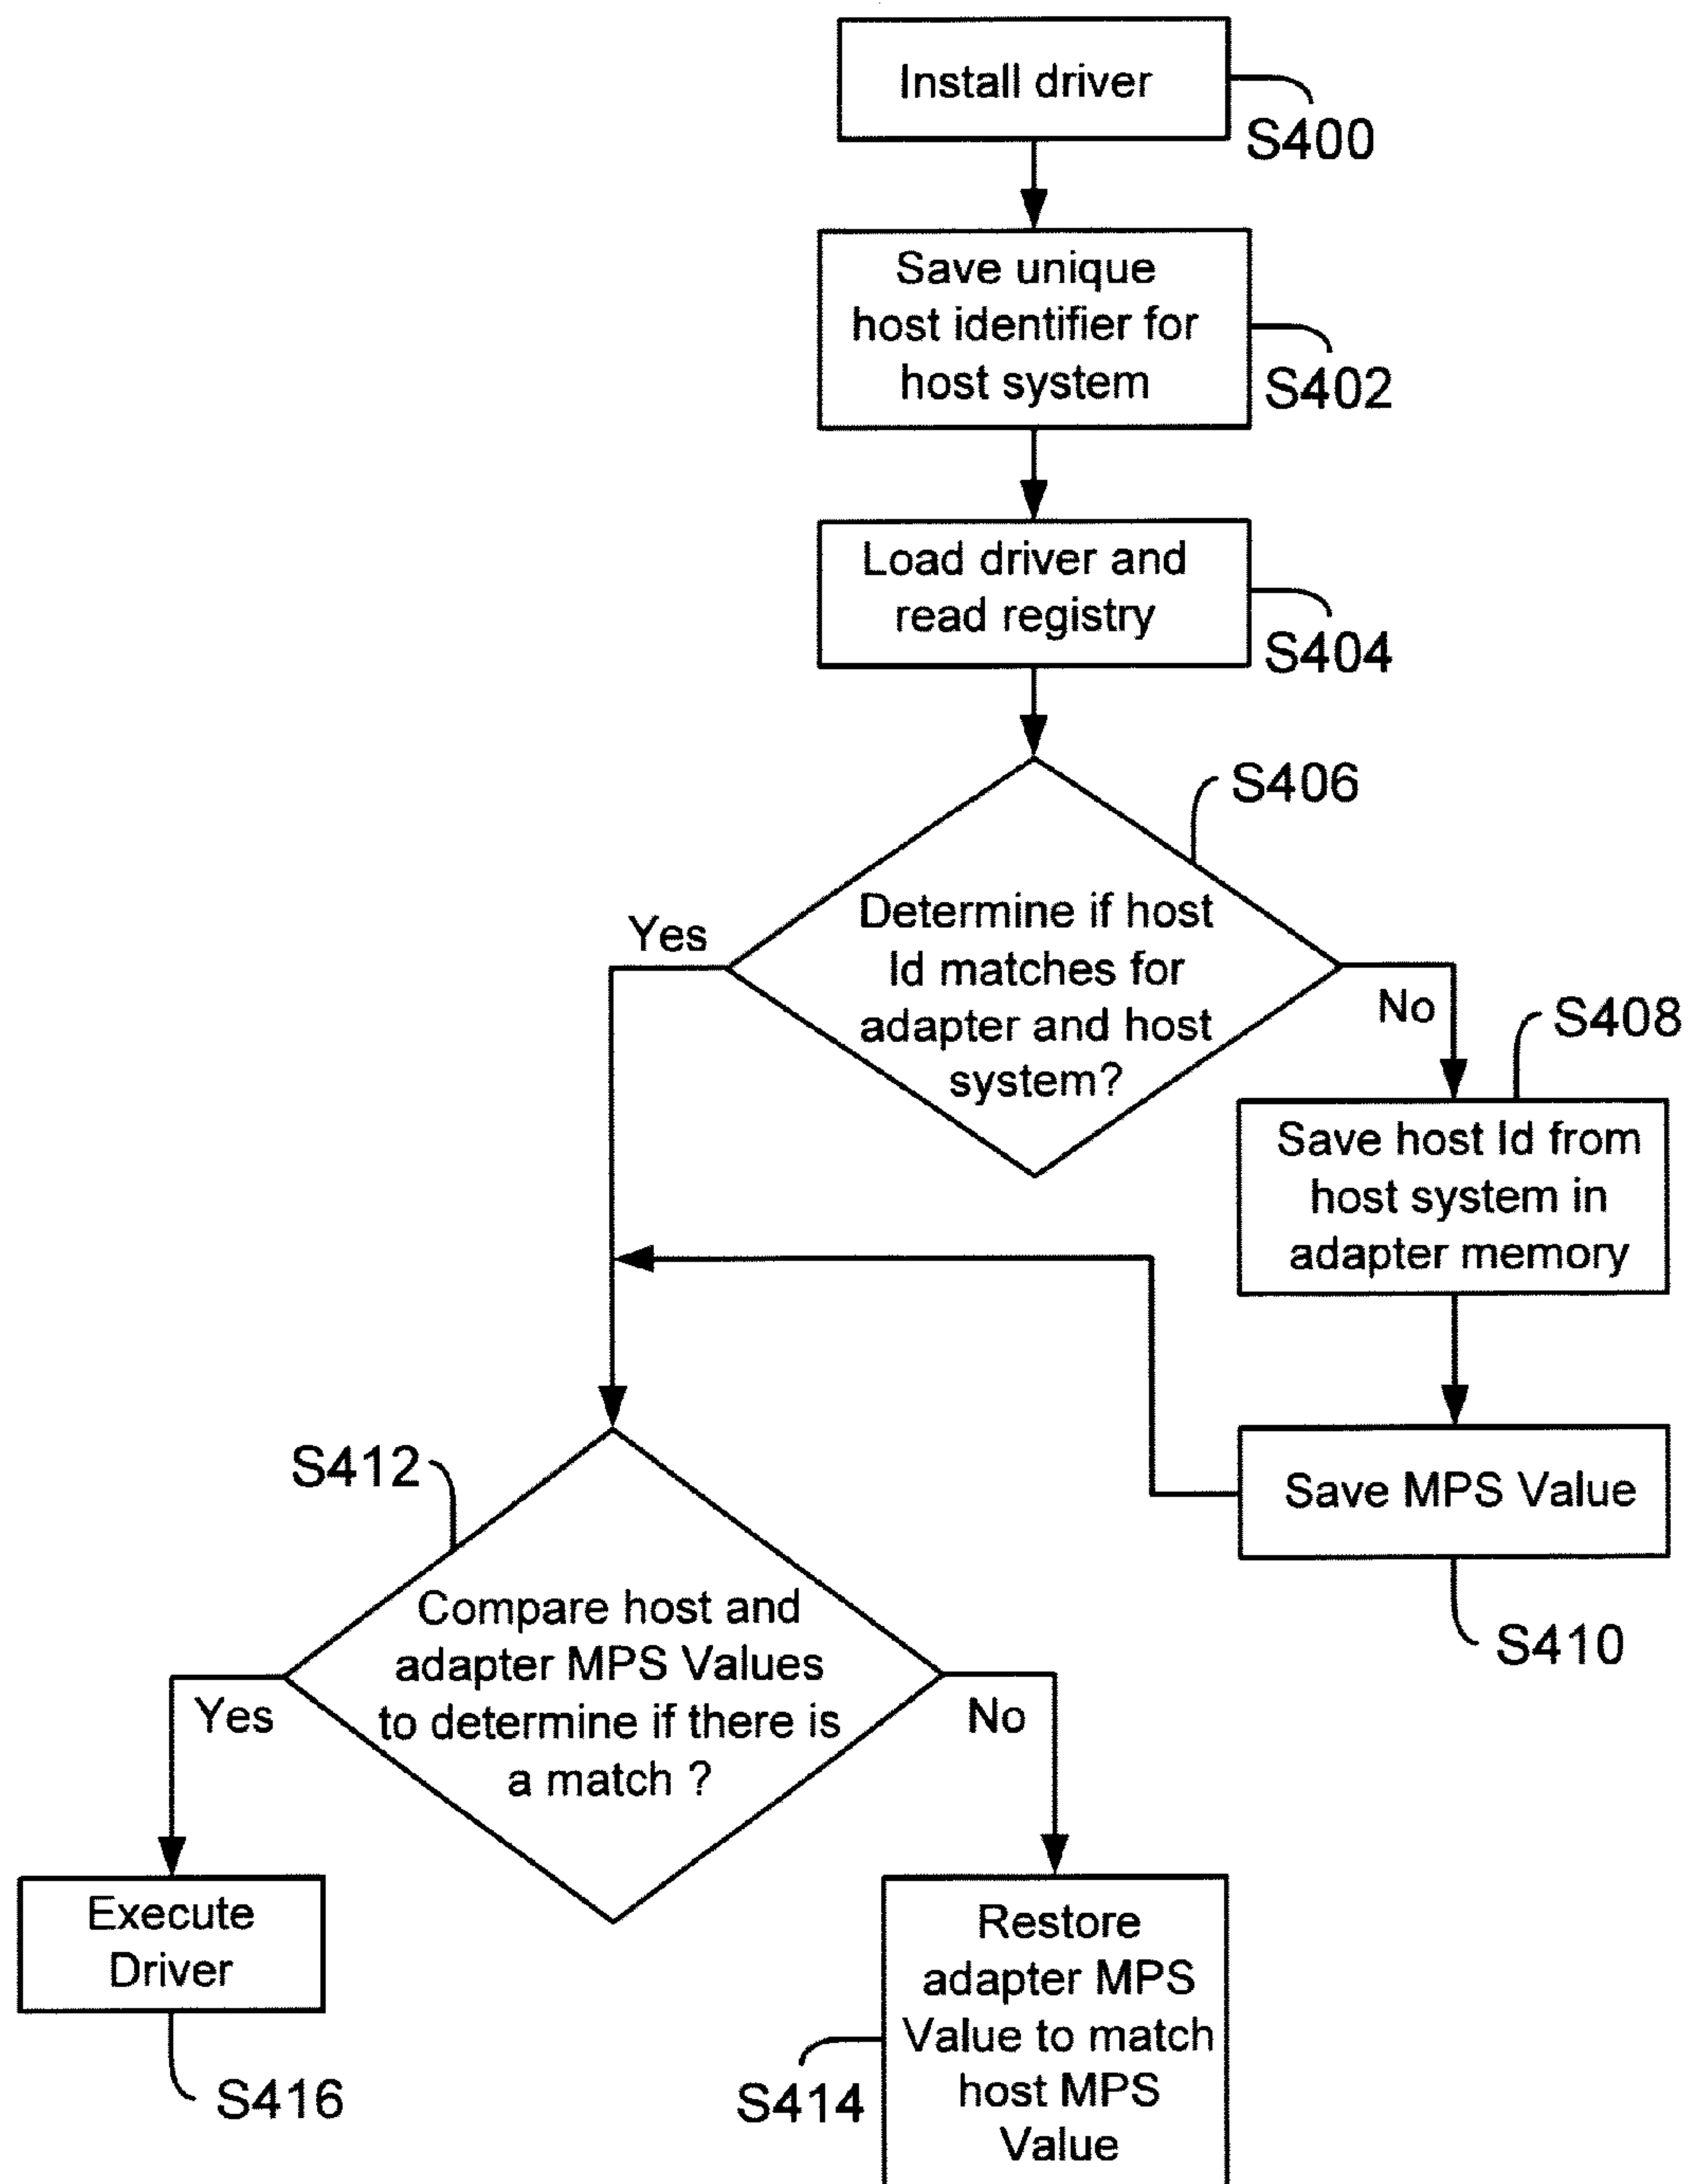 Install driver
S400
Save unique
host identifier for
host system
S402
Load driver and
read registry
S404
S406
Determine if host
Id matches for
adapter and host
system?
Yes
No
S408
Save host Id from
host system in
adapter memory
Save MPS Value
S410
S412
Compare host and
adapter MPS Values
to determine if there is
a match ?
Yes
No
Execute
Driver
S416
Restore
adapter MPS
Value to match
host MPS
Value
S414